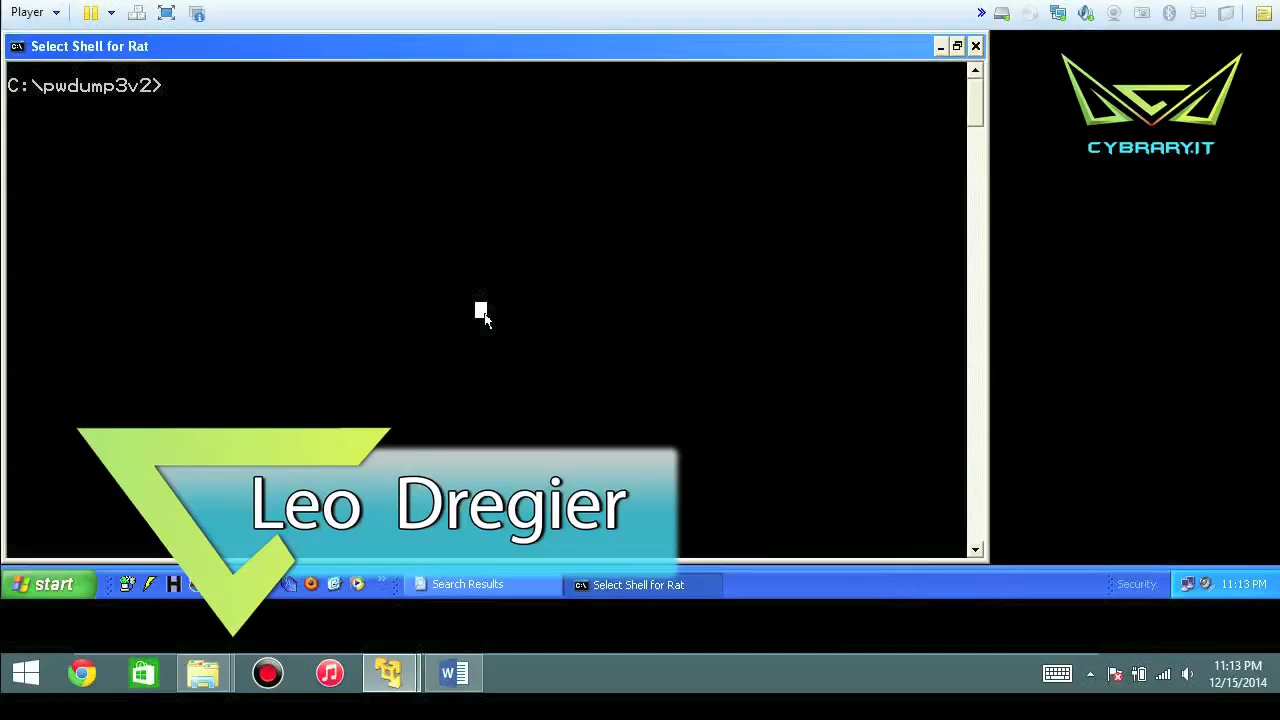 Player
Select Shell for Rat
C:\pwdump3v2>
CYBRARY.IT
Leo Dregier
start
Search Results
Select Shell for Rat
Security
11:13 PM
11:13 PM
12/15/2014